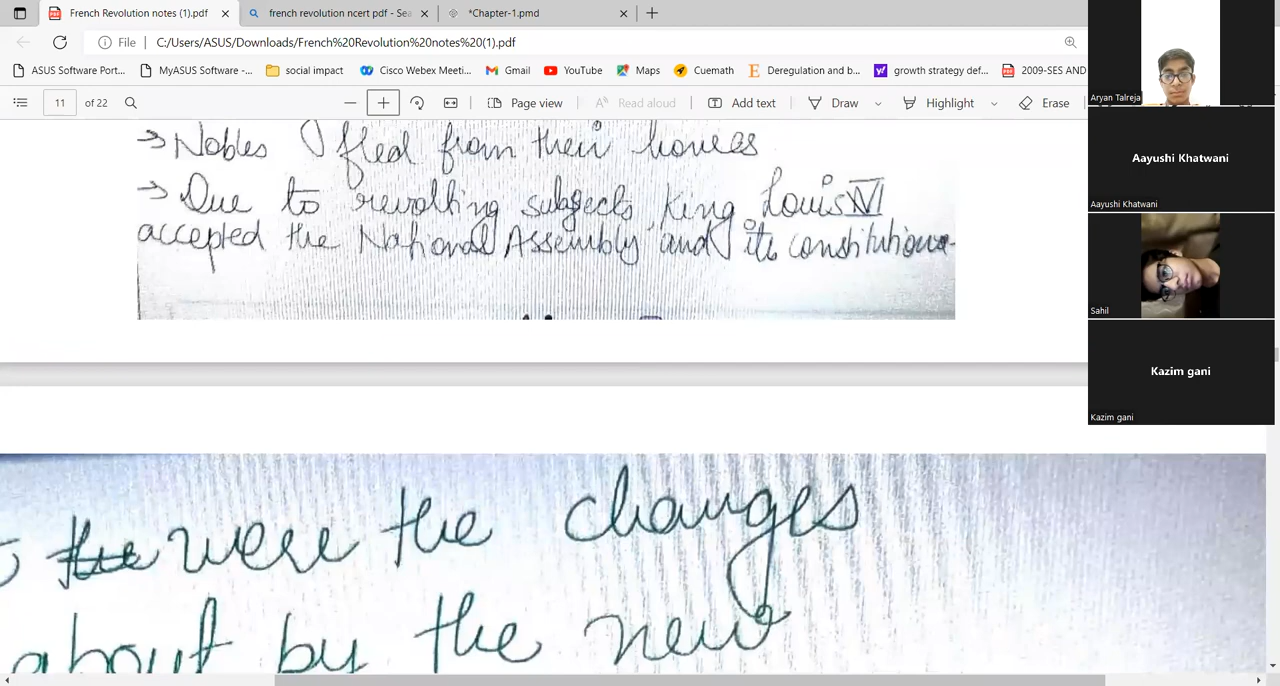 French Revolution notes (1).pdf
french revolution ncert pdf - Sea
*Chapter-1.pmd
File
C:/Users/ASUS/Downloads/French%20Revolution%20notes%20(1).pdf
ASUS Software Port...
MyASUS Software -...
social impact
Cisco Webex Meeti...
Gmail
YouTube
Maps
Cuemath
Deregulation and b...
growth strategy def...
2009-SES AND
11
of 22
Page view
Read aloud
Add text
Draw
Highlight
Erase
→ Nobles fled from their homes
→ Due to revolting subjects King Louis XVI
accepted the National Assembly and its constitutions.
were the changes
about by the new
Aryan Talreja
Aayushi Khatwani
Aayushi Khatwani
Sahil
Kazim gani
Kazim gani